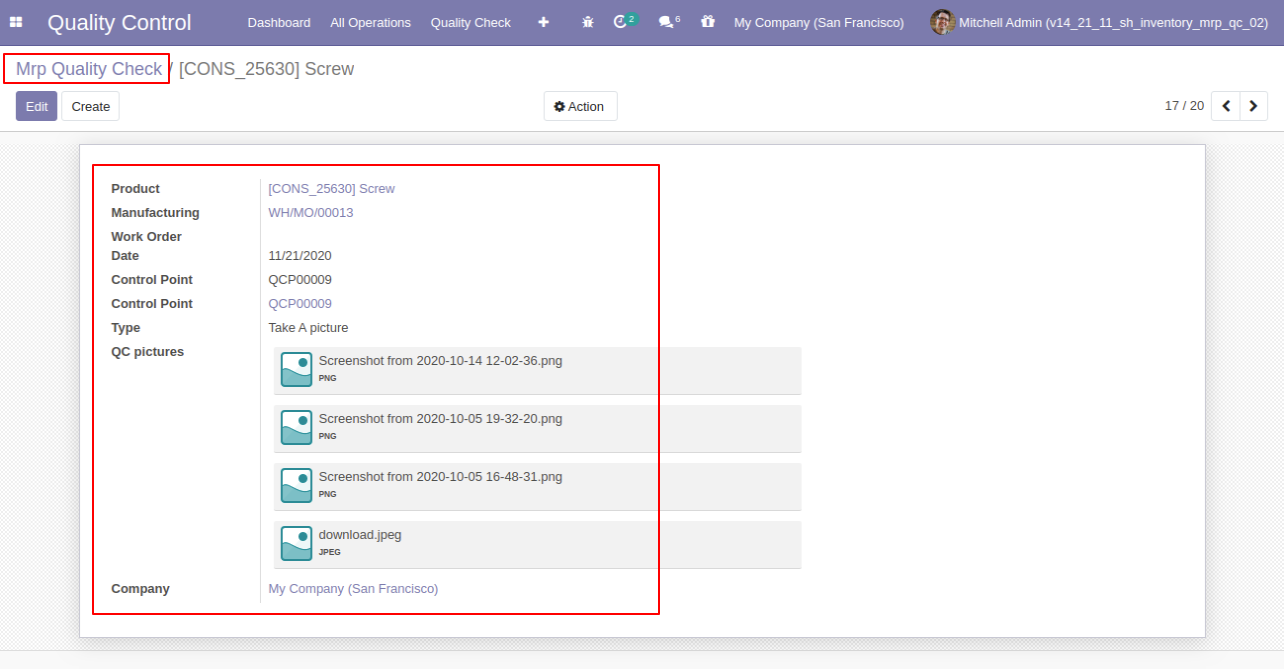 Quality Control Dashboard All Operations Quality Check 2 6 My Company (San Francisco) Mitchell Admin (v14_21_11_sh_inventory_mrp_qc_02)
Mrp Quality Check / [CONS_25630] Screw
Edit Create Action 17 / 20
Product [CONS_25630] Screw
Manufacturing WH/MO/00013
Work Order
Date 11/21/2020
Control Point QCP00009
Control Point QCP00009
Type Take A picture
QC pictures
Screenshot from 2020-10-14 12-02-36.png
PNG
Screenshot from 2020-10-05 19-32-20.png
PNG
Screenshot from 2020-10-05 16-48-31.png
PNG
download.jpeg
JPEG
Company My Company (San Francisco)